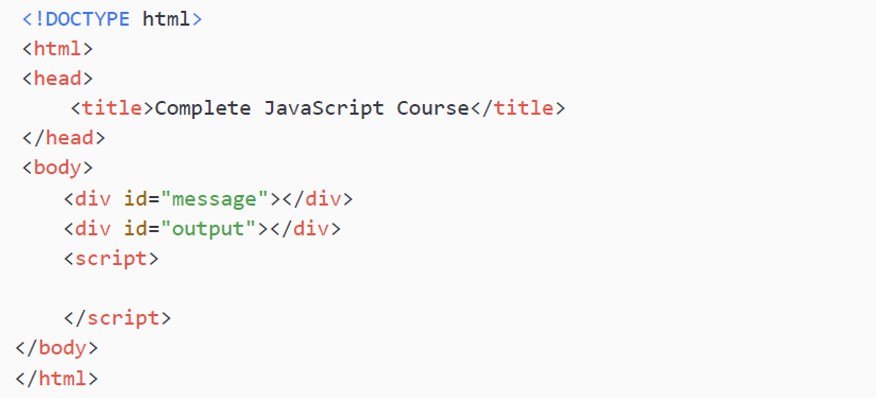 <!DOCTYPE html>
<html>
<head>
<title>Complete JavaScript Course</title>
</head>
<body>
<div id="message"></div>
<div id="output"></div>
<script>
</script>
</body>
</html>